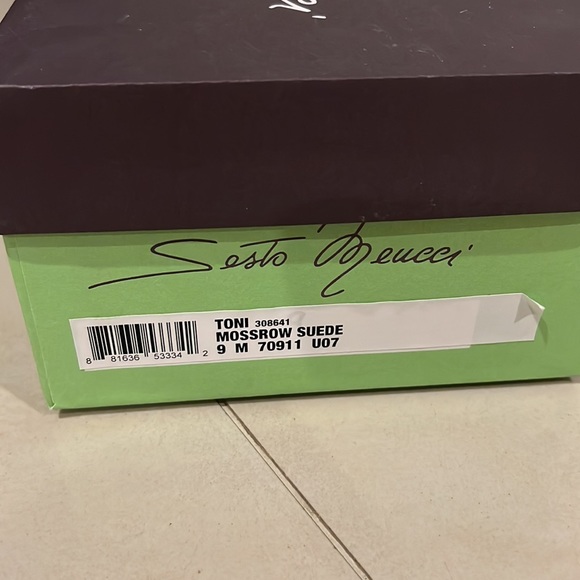 Sesto Meucci
TONI 308641
MOSSROW SUEDE
9 M 70911 U07
8 81636 53334 2